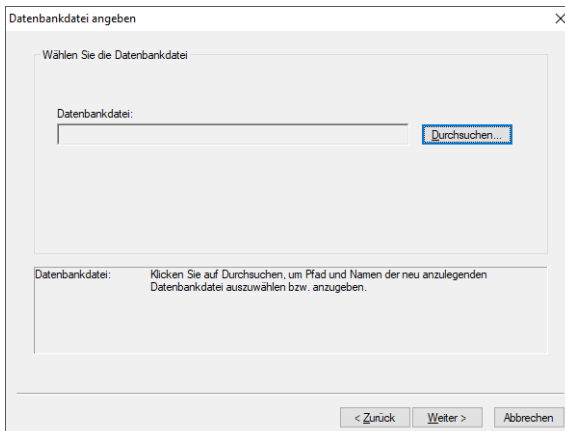 Datenbankdatei angeben
Wählen Sie die Datenbankdatei
Datenbankdatei:
Durchsuchen...
Datenbankdatei: Klicken Sie auf Durchsuchen, um Pfad und Namen der neu anzulegenden
Datenbankdatei auszuwählen bzw. anzugeben.
< Zurück Weiter > Abbrechen